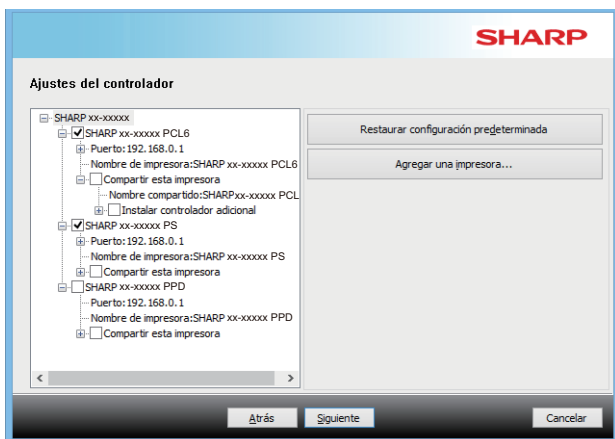 SHARP
Ajustes del controlador
SHARP xx-xxxxx
SHARP xx-xxxxx PCL6
Puerto:192.168.0.1
Nombre de impresora:SHARP xx-xxxxx PCL6
Compartir esta impresora
Nombre compartido:SHARPxx-xxxxx PCL
Instalar controlador adicional
SHARP xx-xxxxx PS
Puerto:192.168.0.1
Nombre de impresora:SHARP xx-xxxxx PS
Compartir esta impresora
SHARP xx-xxxxx PPD
Puerto:192.168.0.1
Nombre de impresora:SHARP xx-xxxxx PPD
Compartir esta impresora
Restaurar configuración predeterminada
Agregar una impresora...
Atrás
Siguiente
Cancelar